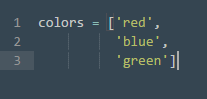 1 colors = ['red',
2           'blue',
3           'green']